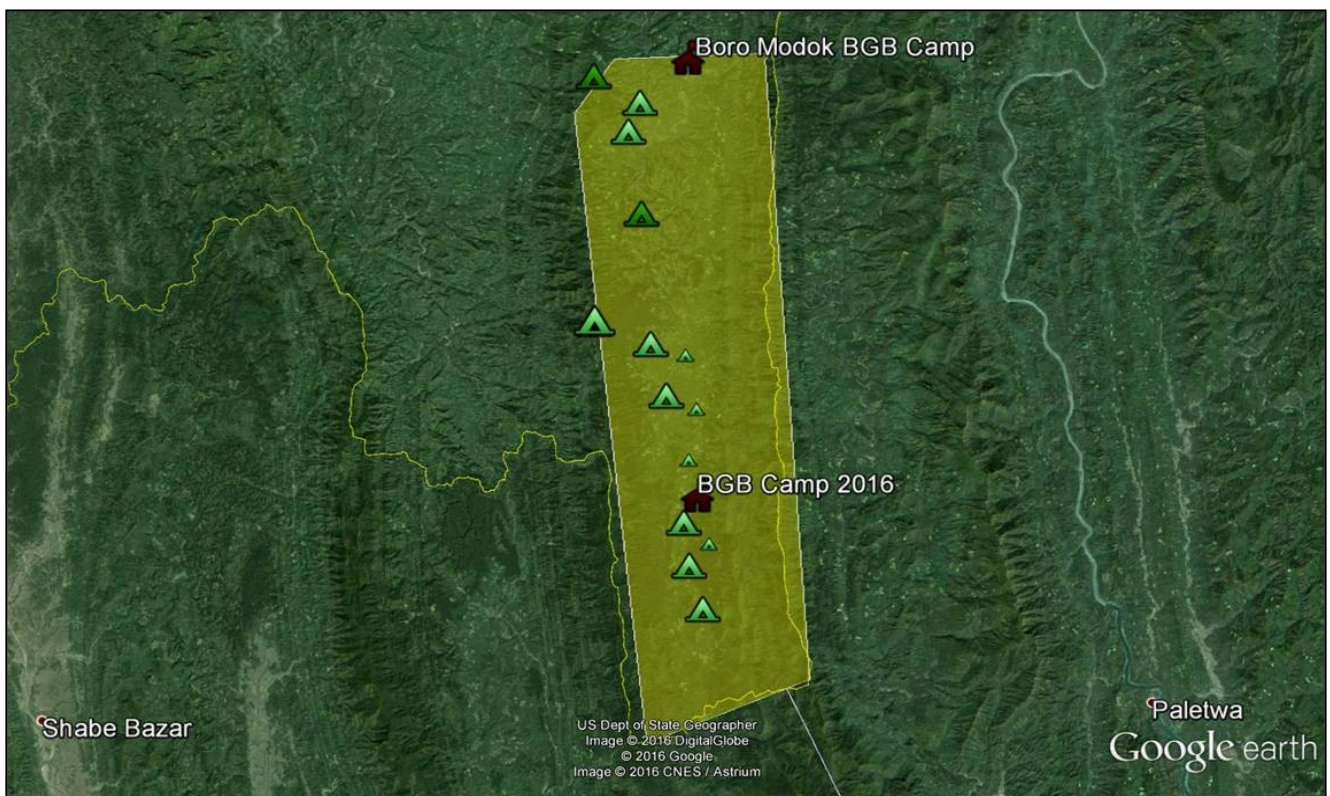 Boro Modok BGB Camp
BGB Camp 2016
Shabe Bazar
Paletwa
US Dept of State Geographer
Image © 2016 DigitalGlobe
© 2016 Google
Image © 2016 CNES / Astrium
Google earth